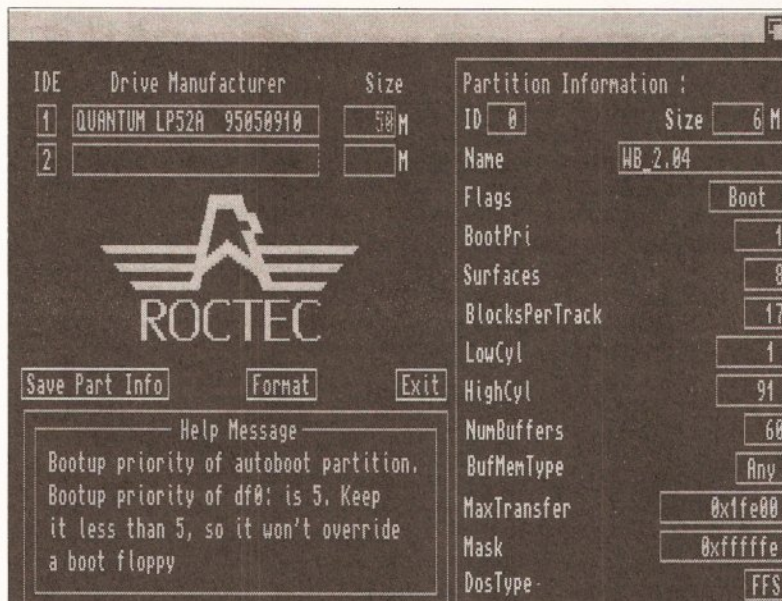 IDE Drive Manufacturer Size
1 QUANTUM LP52A 95050910 50 M
2 M
ROCTEC
Save Part Info Format Exit
Help Message
Bootup priority of autoboot partition.
Bootup priority of df0: is 5. Keep
it less than 5, so it won't override
a boot floppy
Partition Information :
ID 0 Size 6 M
Name WB_2.04
Flags Boot
BootPri 1
Surfaces 8
BlocksPerTrack 17
LowCyl 1
HighCyl 91
NumBuffers 60
BufMemType Any
MaxTransfer 0x1fe00
Mask 0xfffffe
DosType FFS